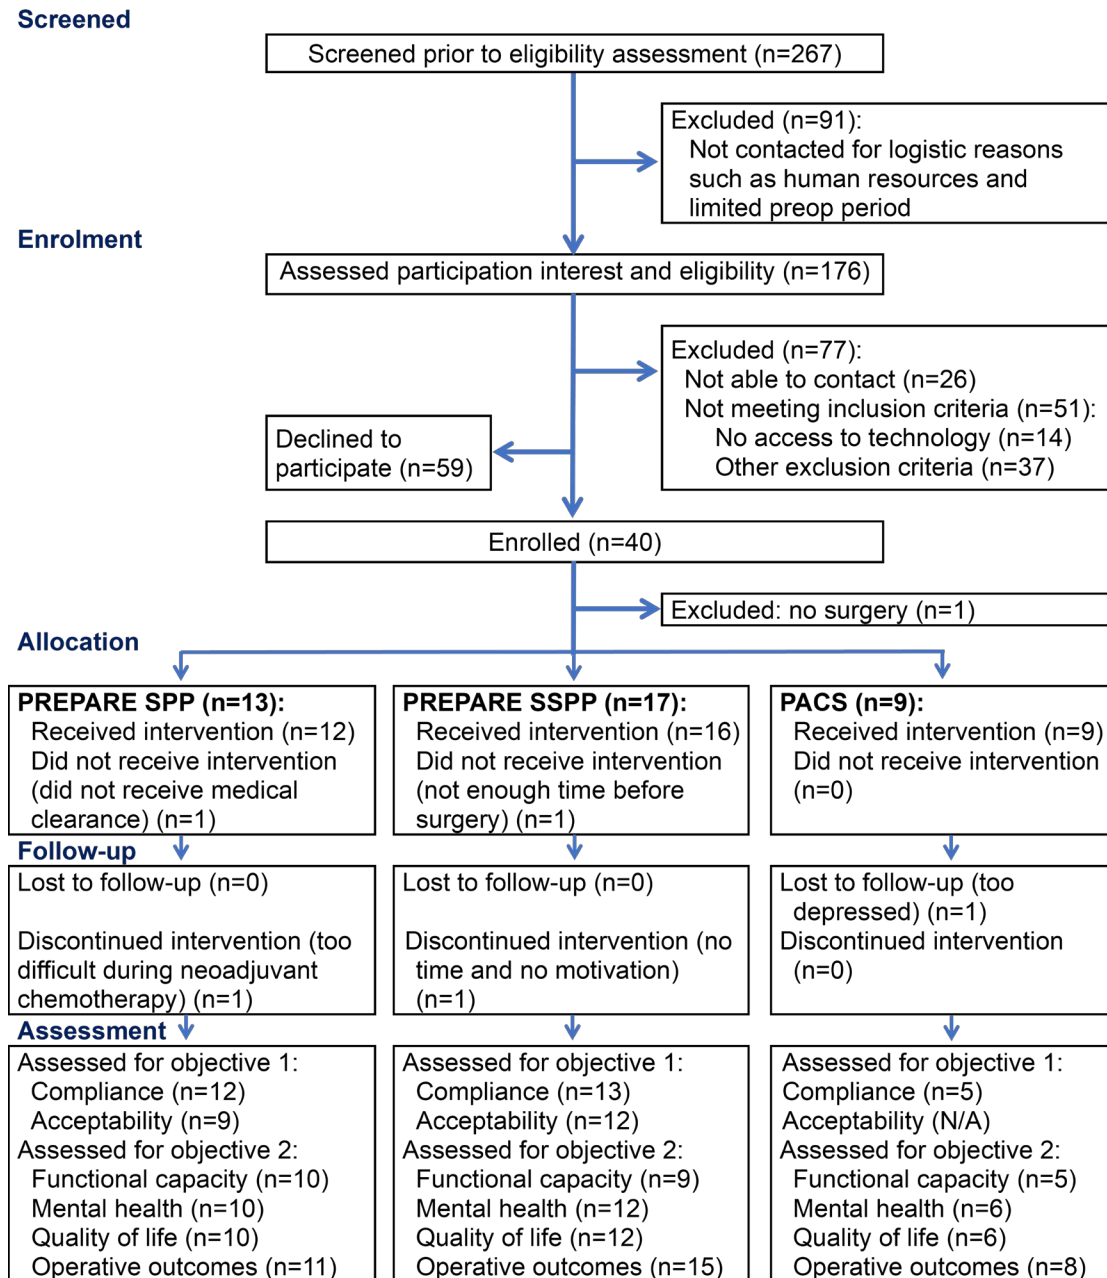 Screened
Screened prior to eligibility assessment (n=267)
Excluded (n=91):
Not contacted for logistic reasons
such as human resources and
limited preop period
Enrolment
Assessed participation interest and eligibility (n=176)
Excluded (n=77):
Not able to contact (n=26)
Not meeting inclusion criteria (n=51):
No access to technology (n=14)
Other exclusion criteria (n=37)
Declined to
participate (n=59)
Enrolled (n=40)
Excluded: no surgery (n=1)
Allocation
PREPARE SPP (n=13):
Received intervention (n=12)
Did not receive intervention
(did not receive medical
clearance) (n=1)
PREPARE SSPP (n=17):
Received intervention (n=16)
Did not receive intervention
(not enough time before
surgery) (n=1)
PACS (n=9):
Received intervention (n=9)
Did not receive intervention
(n=0)
Follow-up
Lost to follow-up (n=0)
Discontinued intervention (too
difficult during neoadjuvant
chemotherapy) (n=1)
Lost to follow-up (n=0)
Discontinued intervention (no
time and no motivation)
(n=1)
Lost to follow-up (too
depressed) (n=1)
Discontinued intervention
(n=0)
Assessment
Assessed for objective 1:
Compliance (n=12)
Acceptability (n=9)
Assessed for objective 2:
Functional capacity (n=10)
Mental health (n=10)
Quality of life (n=10)
Operative outcomes (n=11)
Assessed for objective 1:
Compliance (n=13)
Acceptability (n=12)
Assessed for objective 2:
Functional capacity (n=9)
Mental health (n=12)
Quality of life (n=12)
Operative outcomes (n=15)
Assessed for objective 1:
Compliance (n=5)
Acceptability (N/A)
Assessed for objective 2:
Functional capacity (n=5)
Mental health (n=6)
Quality of life (n=6)
Operative outcomes (n=8)